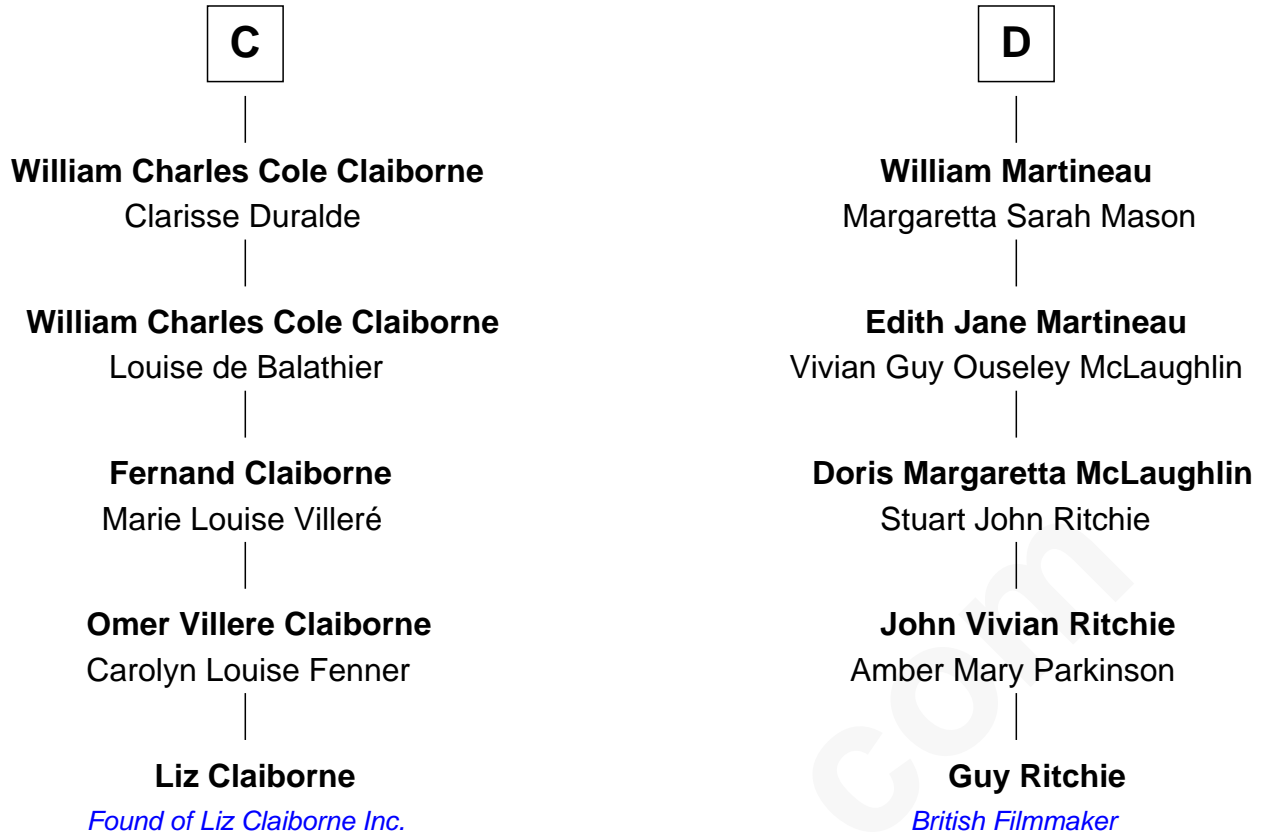 C
William Charles Cole Claiborne
Clarisse Duralde
William Charles Cole Claiborne
Louise de Balathier
Fernand Claiborne
Marie Louise Villeré
Omer Villere Claiborne
Carolyn Louise Fenner
Liz Claiborne
Found of Liz Claiborne Inc.
D
William Martineau
Margaretta Sarah Mason
Edith Jane Martineau
Vivian Guy Ouseley McLaughlin
Doris Margaretta McLaughlin
Stuart John Ritchie
John Vivian Ritchie
Amber Mary Parkinson
Guy Ritchie
British Filmmaker
com